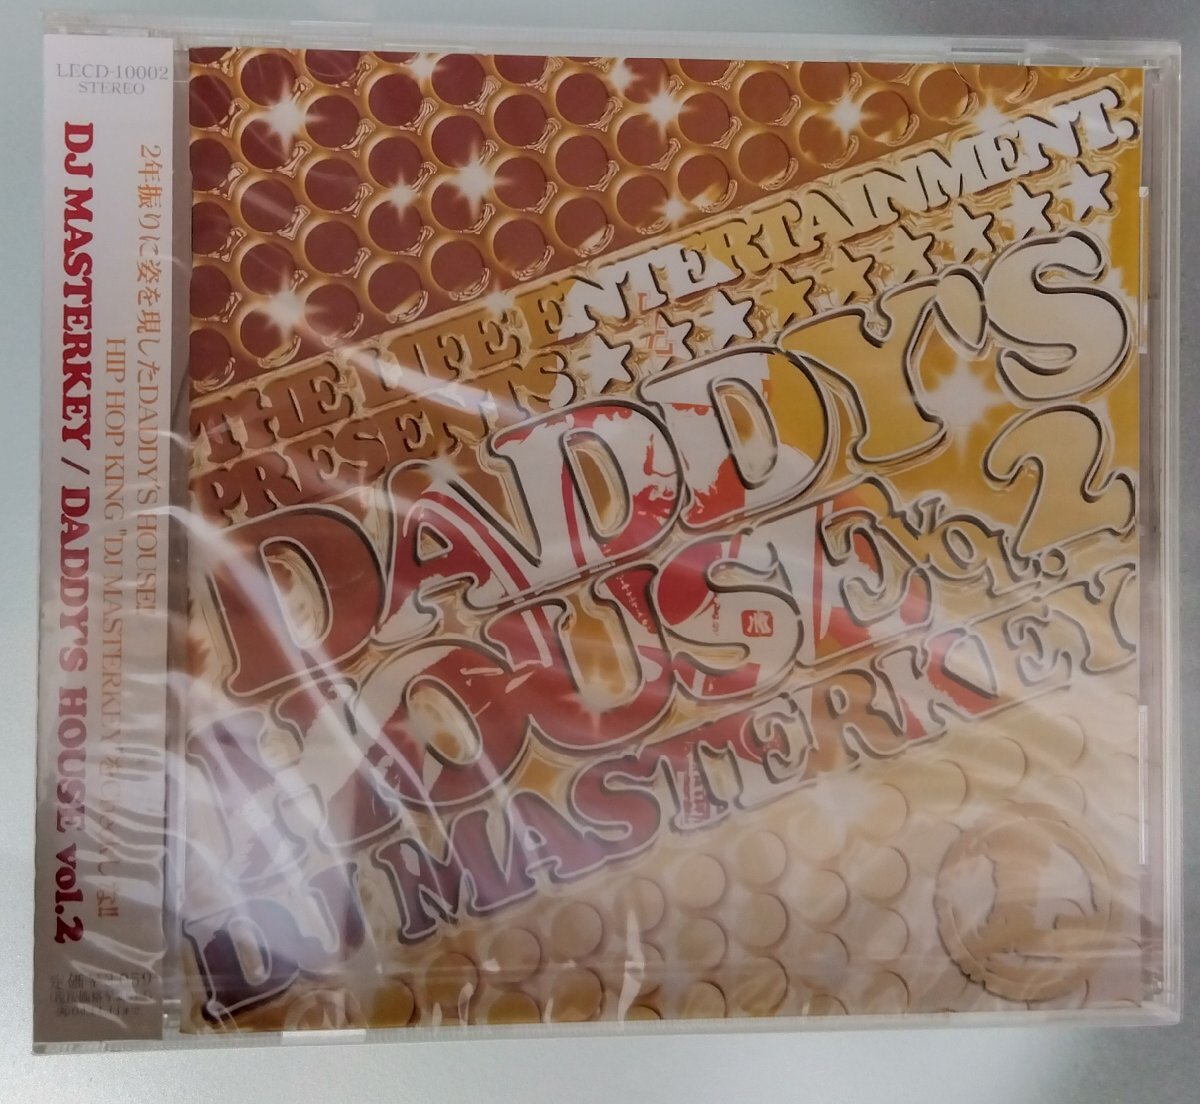 LECD-10002
STEREO
2年振りに姿を現したDADDY'S HOUSE!
HIP HOP KING "DJ MASTERKEY"
DJ MASTERKEY / DADDY'S HOUSE vol.2
THE LIFE ENTERTAINMENT.
PRESENTS
DADDY'S
HOUSE Vol.2
DJ MASTERKEY